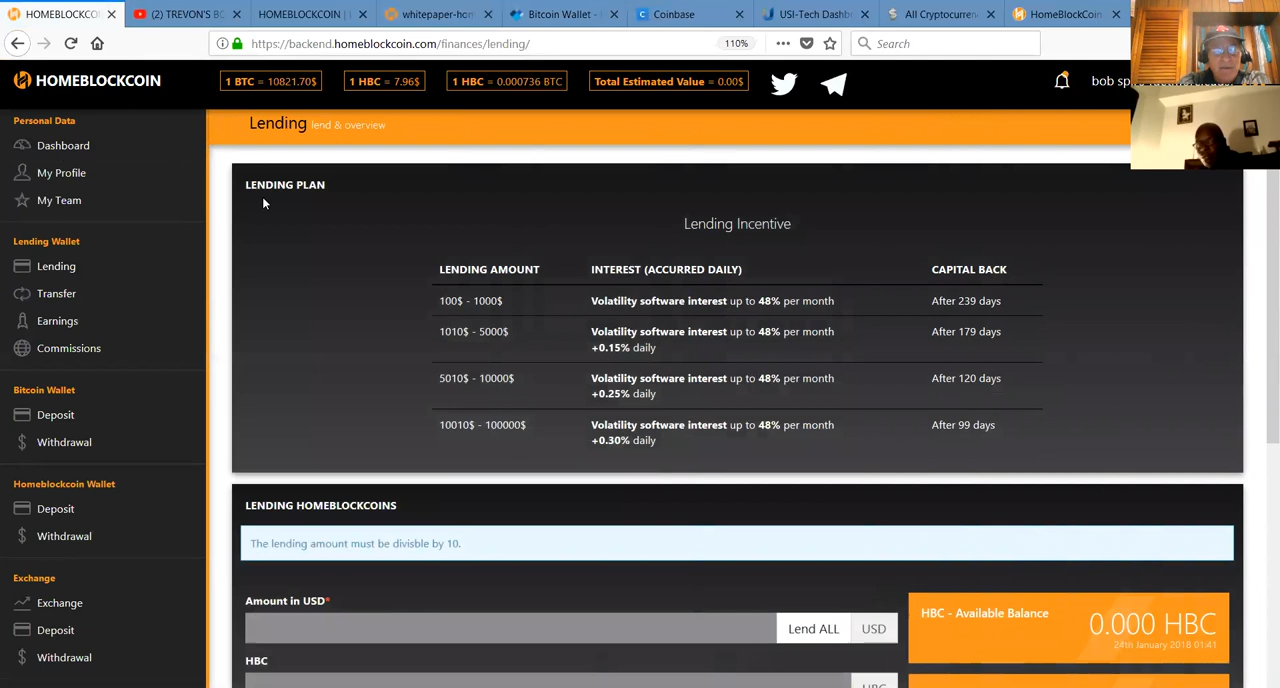 HOMEBLOCKCOIN
(2) TREVON'S BC
HOMEBLOCKCOIN |
whitepaper-hom
Bitcoin Wallet -
Coinbase
USI-Tech Dashb
All Cryptocurren
HomeBlockCoin
https://backend.homeblockcoin.com/finances/lending/
110%
Search
HOMEBLOCKCOIN
1 BTC = 10821.70$
1 HBC = 7.96$
1 HBC = 0.000736 BTC
Total Estimated Value = 0.00$
bob
Personal Data
Dashboard
My Profile
My Team
Lending Wallet
Lending
Transfer
Earnings
Commissions
Bitcoin Wallet
Deposit
Withdrawal
Homeblockcoin Wallet
Deposit
Withdrawal
Exchange
Exchange
Deposit
Withdrawal
Lending lend & overview
LENDING PLAN
Lending Incentive
LENDING AMOUNT INTEREST (ACCURRED DAILY) CAPITAL BACK
100$ - 1000$ Volatility software interest up to 48% per month After 239 days
1010$ - 5000$ Volatility software interest up to 48% per month After 179 days
+0.15% daily
5010$ - 10000$ Volatility software interest up to 48% per month After 120 days
+0.25% daily
10010$ - 100000$ Volatility software interest up to 48% per month After 99 days
+0.30% daily
LENDING HOMEBLOCKCOINS
The lending amount must be divisble by 10.
Amount in USD*
Lend ALL USD
HBC
HBC
HBC - Available Balance
0.000 HBC
24th January 2018 01:41